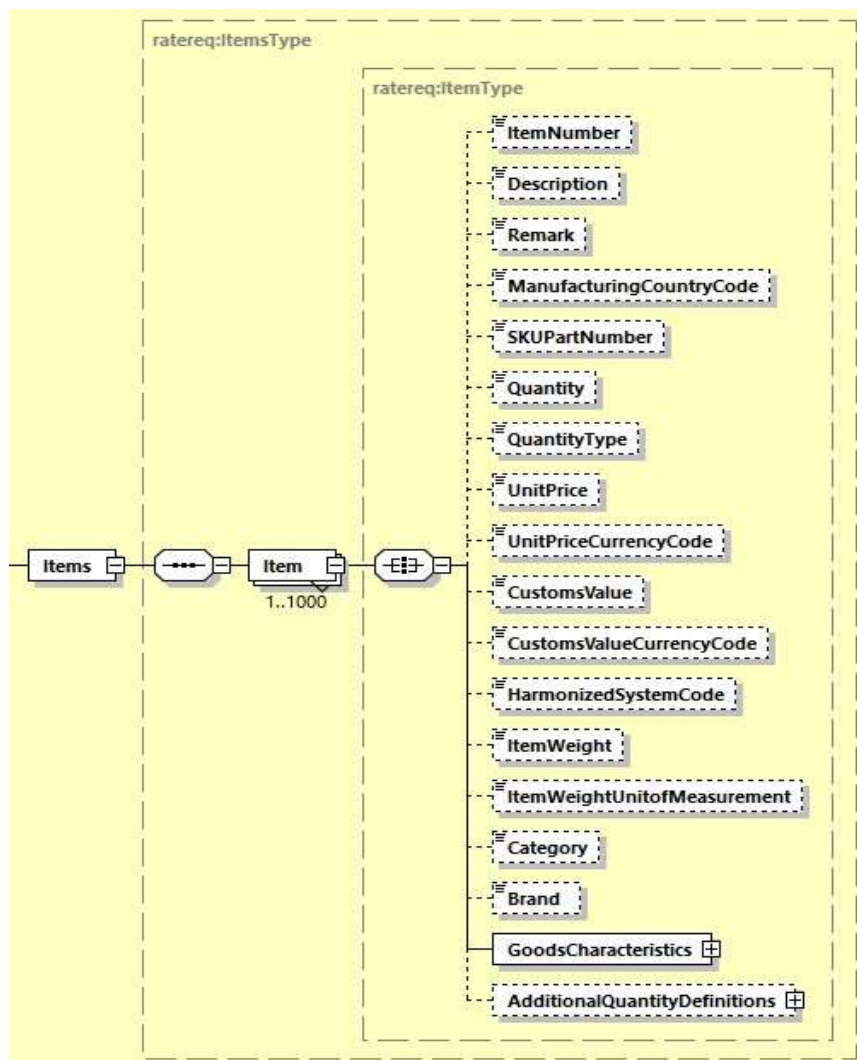 ratereq:ItemsType
ratereq:ItemType
ItemNumber
Description
Remark
ManufacturingCountryCode
SKUPartNumber
Quantity
QuantityType
UnitPrice
UnitPriceCurrencyCode
Items
Item
1..1000
CustomsValue
CustomsValueCurrencyCode
HarmonizedSystemCode
ItemWeight
ItemWeightUnitofMeasurement
Category
Brand
GoodsCharacteristics
AdditionalQuantityDefinitions